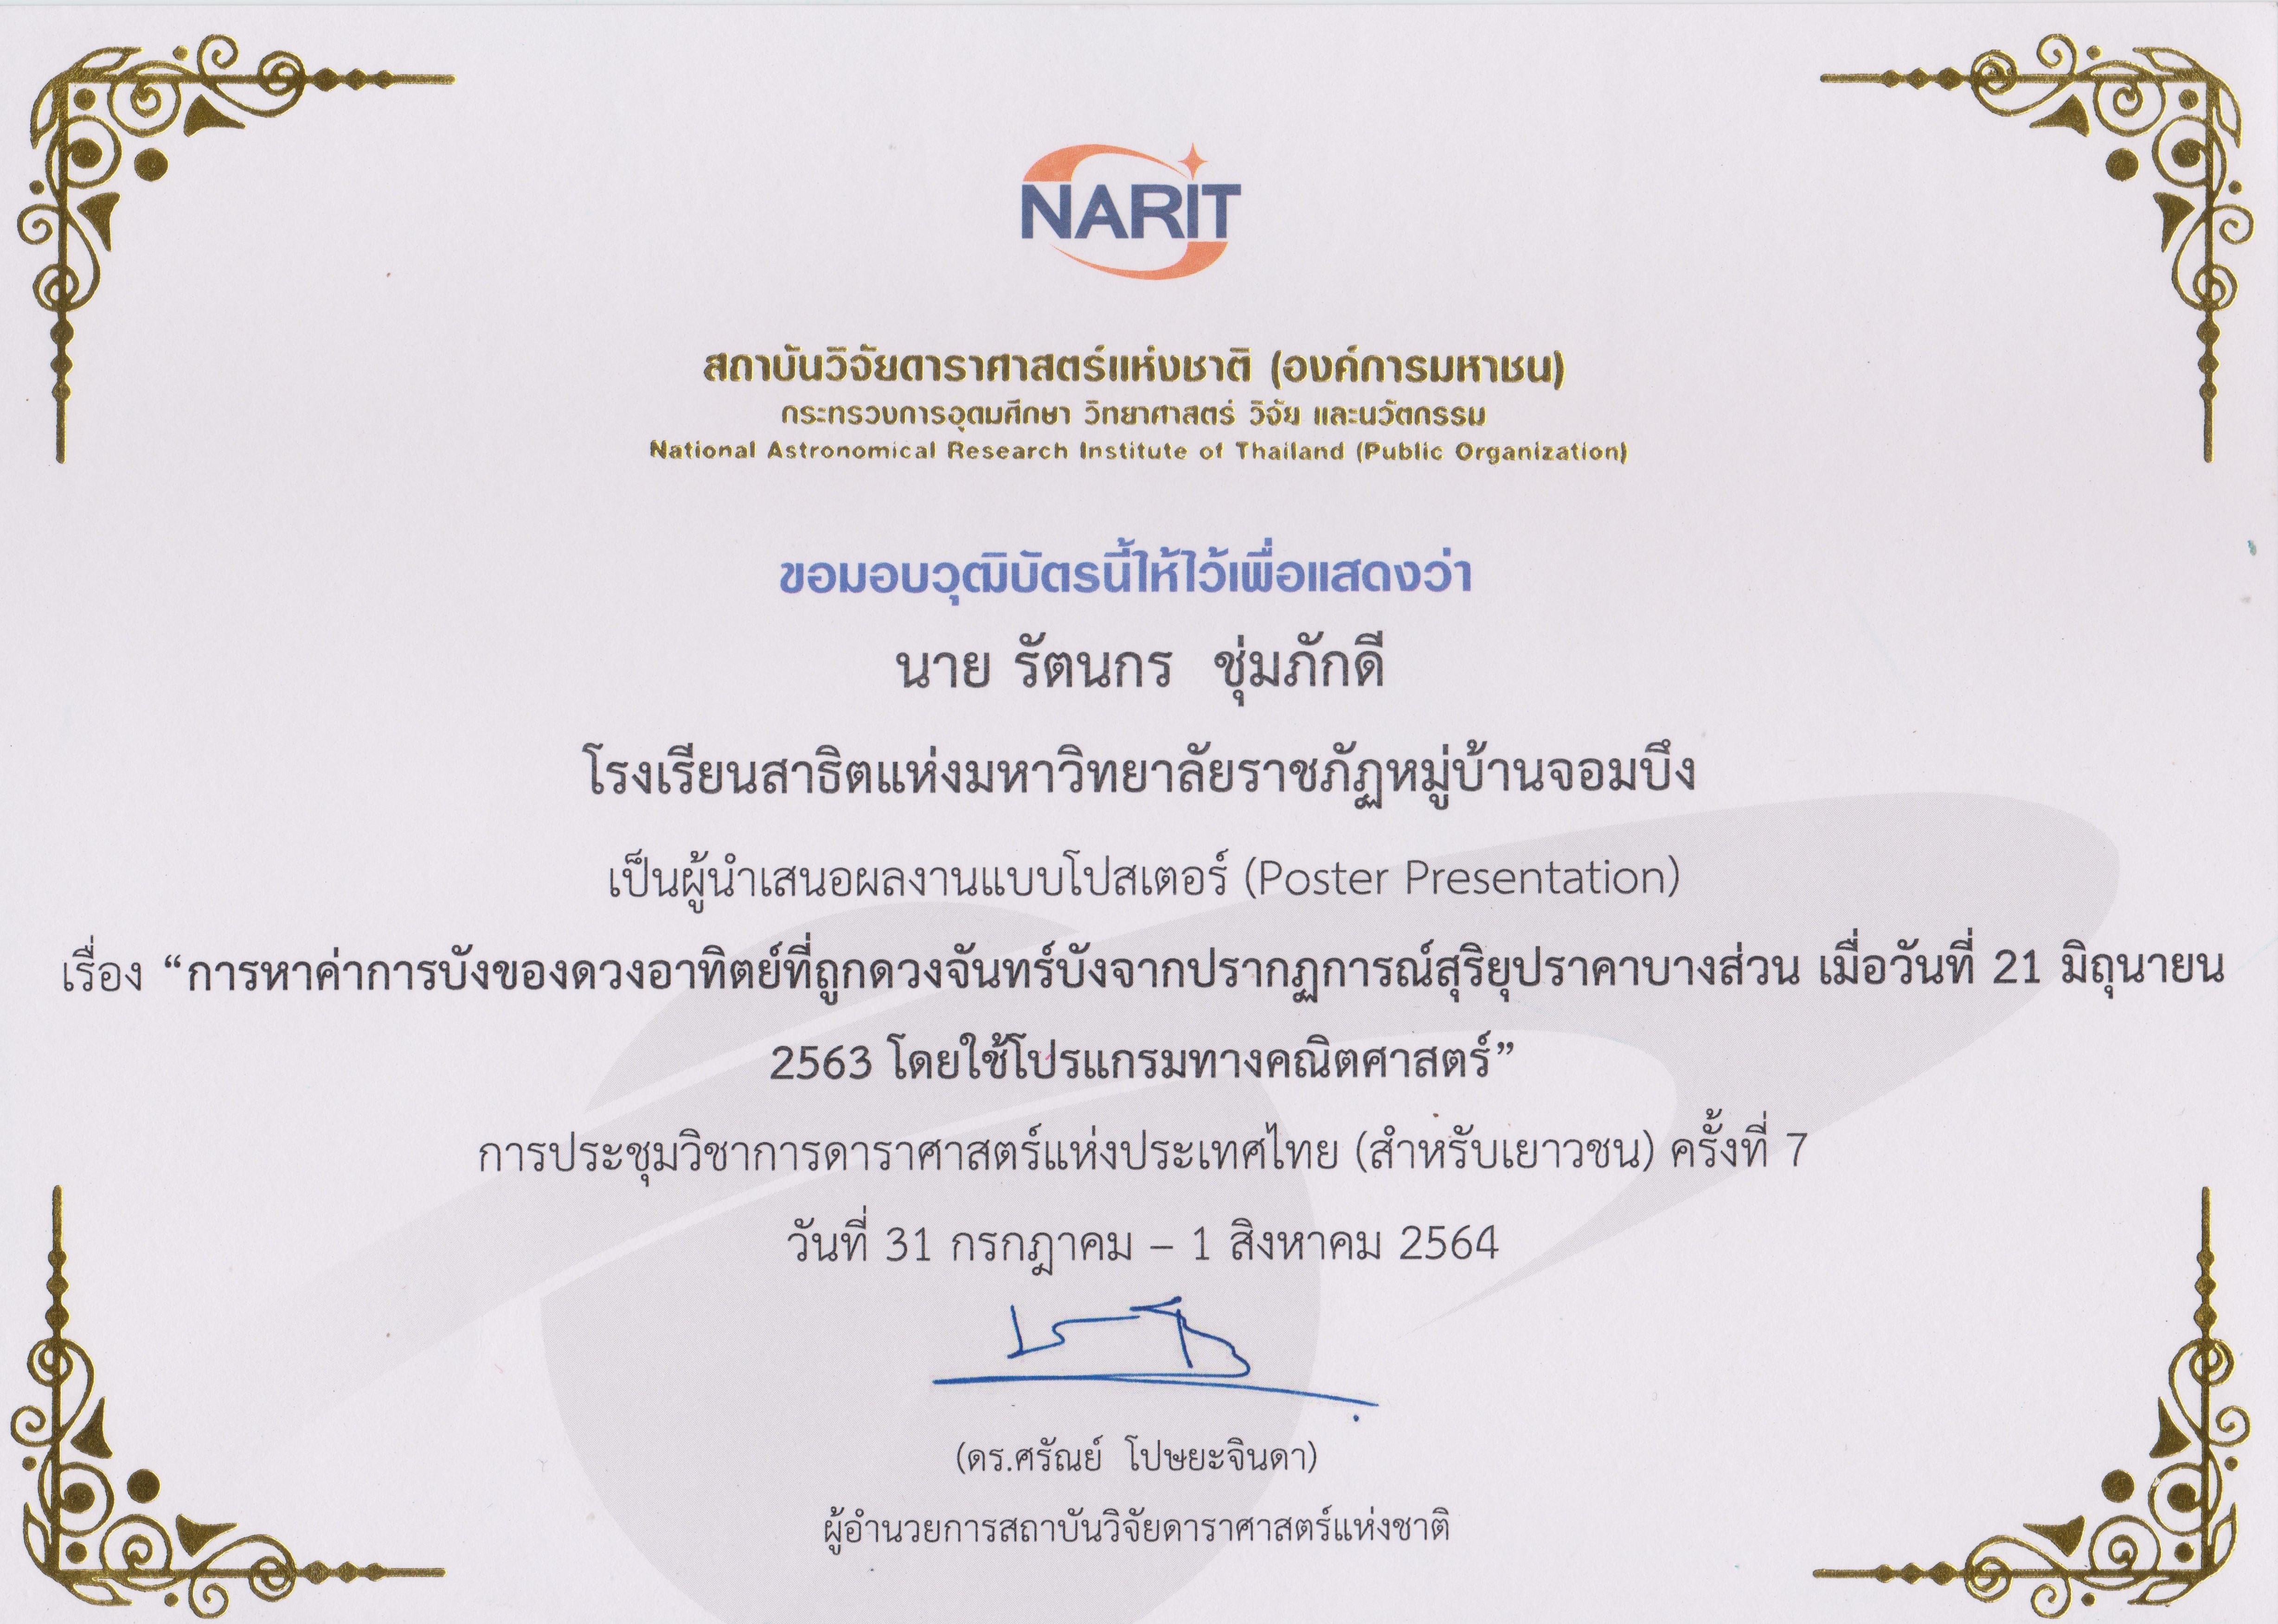 NARIT
สถาบันวิจัยดาราศาสตร์แห่งชาติ (องค์การมหาชน)
กระทรวงการอุดมศึกษา วิทยาศาสตร์ วิจัย และนวัตกรรม
National Astronomical Research Institute of Thailand (Public Organization)
ขอมอบวุฒิบัตรนี้ให้ไว้เพื่อแสดงว่า
นาย รัตนกร ชุ่มภักดี
โรงเรียนสาธิตแห่งมหาวิทยาลัยราชภัฏหมู่บ้านจอมบึง
เป็นผู้นำเสนอผลงานแบบโปสเตอร์ (Poster Presentation)
เรื่อง “การหาค่าการบังของดวงอาทิตย์ที่ถูกดวงจันทร์บังจากปรากฏการณ์สุริยุปราคาบางส่วน เมื่อวันที่ 21 มิถุนายน
2563 โดยใช้โปรแกรมทางคณิตศาสตร์”
การประชุมวิชาการดาราศาสตร์แห่งประเทศไทย (สำหรับเยาวชน) ครั้งที่ 7
วันที่ 31 กรกฎาคม – 1 สิงหาคม 2564
(ดร.ศรัณย์ โปษยะจินดา)
ผู้อำนวยการสถาบันวิจัยดาราศาสตร์แห่งชาติ